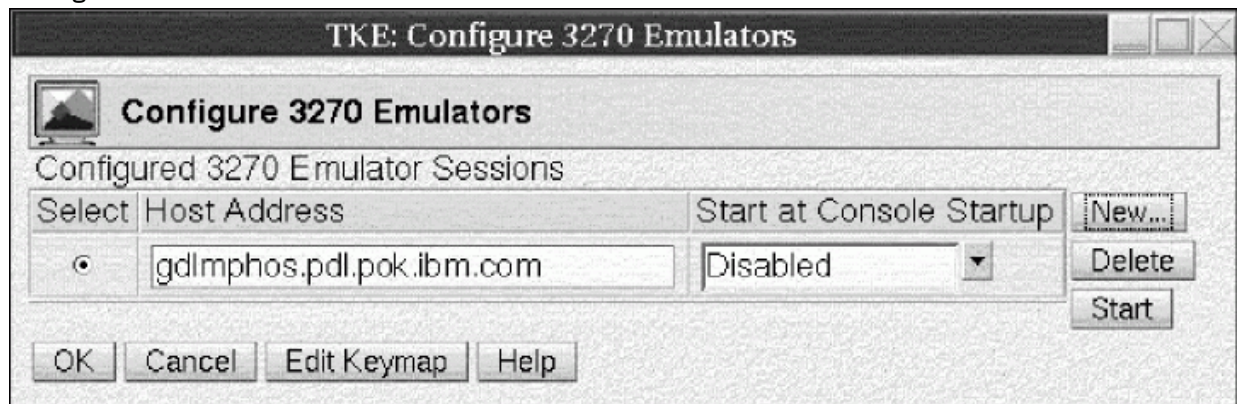 TKE: Configure 3270 Emulators
Configure 3270 Emulators
Configured 3270 Emulator Sessions
Select Host Address Start at Console Startup New...
gdlmphos.pdl.pok.ibm.com Disabled Delete
Start
OK Cancel Edit Keymap Help